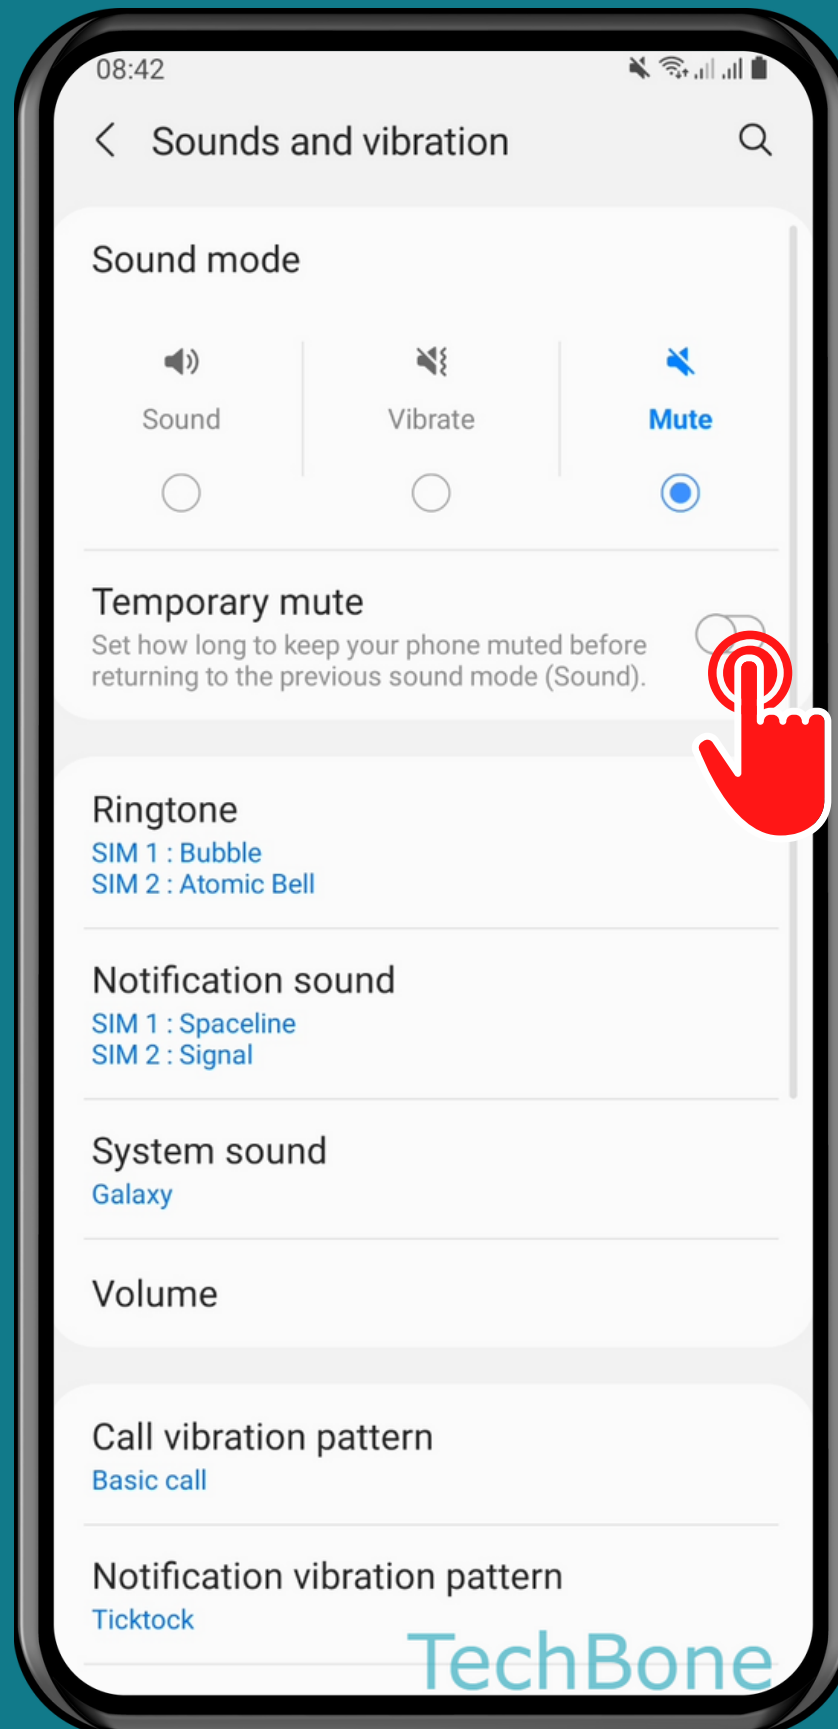 08:42
Sounds and vibration
Sound mode
Sound
Vibrate
Mute
Temporary mute
Set how long to keep your phone muted before
returning to the previous sound mode (Sound).
Ringtone
SIM 1 : Bubble
SIM 2 : Atomic Bell
Notification sound
SIM 1 : Spaceline
SIM 2 : Signal
System sound
Galaxy
Volume
Call vibration pattern
Basic call
Notification vibration pattern
Ticktock
TechBone